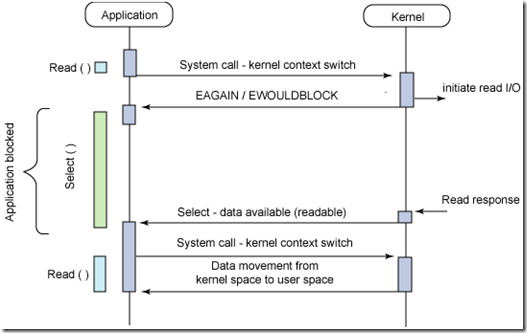 Application
Kernel
Read ( )
System call - kernel context switch
initiate read I/O
EAGAIN / EWOULDBLOCK
Application blocked
Select ( )
Read response
Select - data available (readable)
System call - kernel context switch
Read ( )
Data movement from
kernel space to user space